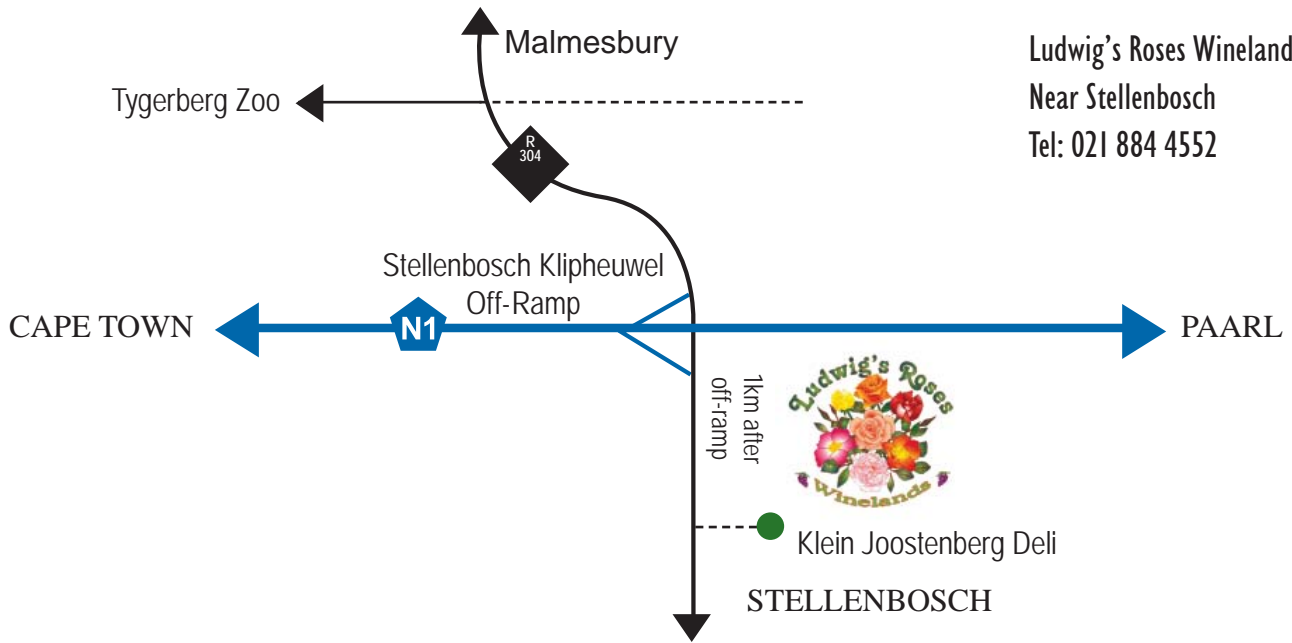 Malmesbury
Ludwig's Roses Wineland
Near Stellenbosch
Tel: 021 884 4552
Tygerberg Zoo
R
304
Stellenbosch Klipheuwel
Off-Ramp
CAPE TOWN
N1
PAARL
1km after
off-ramp
Ludwig's Roses
Winelands
Klein Joostenberg Deli
STELLENBOSCH